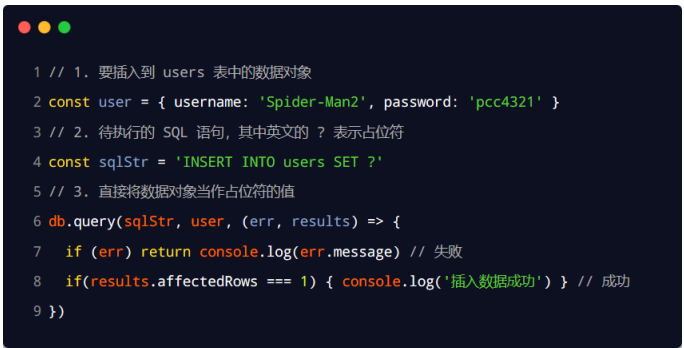 1 // 1. 要插入到 users 表中的数据对象
2 const user = { username: 'Spider-Man2', password: 'pcc4321' }
3 // 2. 待执行的 SQL 语句，其中英文的 ? 表示占位符
4 const sqlStr = 'INSERT INTO users SET ?'
5 // 3. 直接将数据对象当作占位符的值
6 db.query(sqlStr, user, (err, results) => {
7   if (err) return console.log(err.message) // 失败
8   if(results.affectedRows === 1) { console.log('插入数据成功') } // 成功
9 })